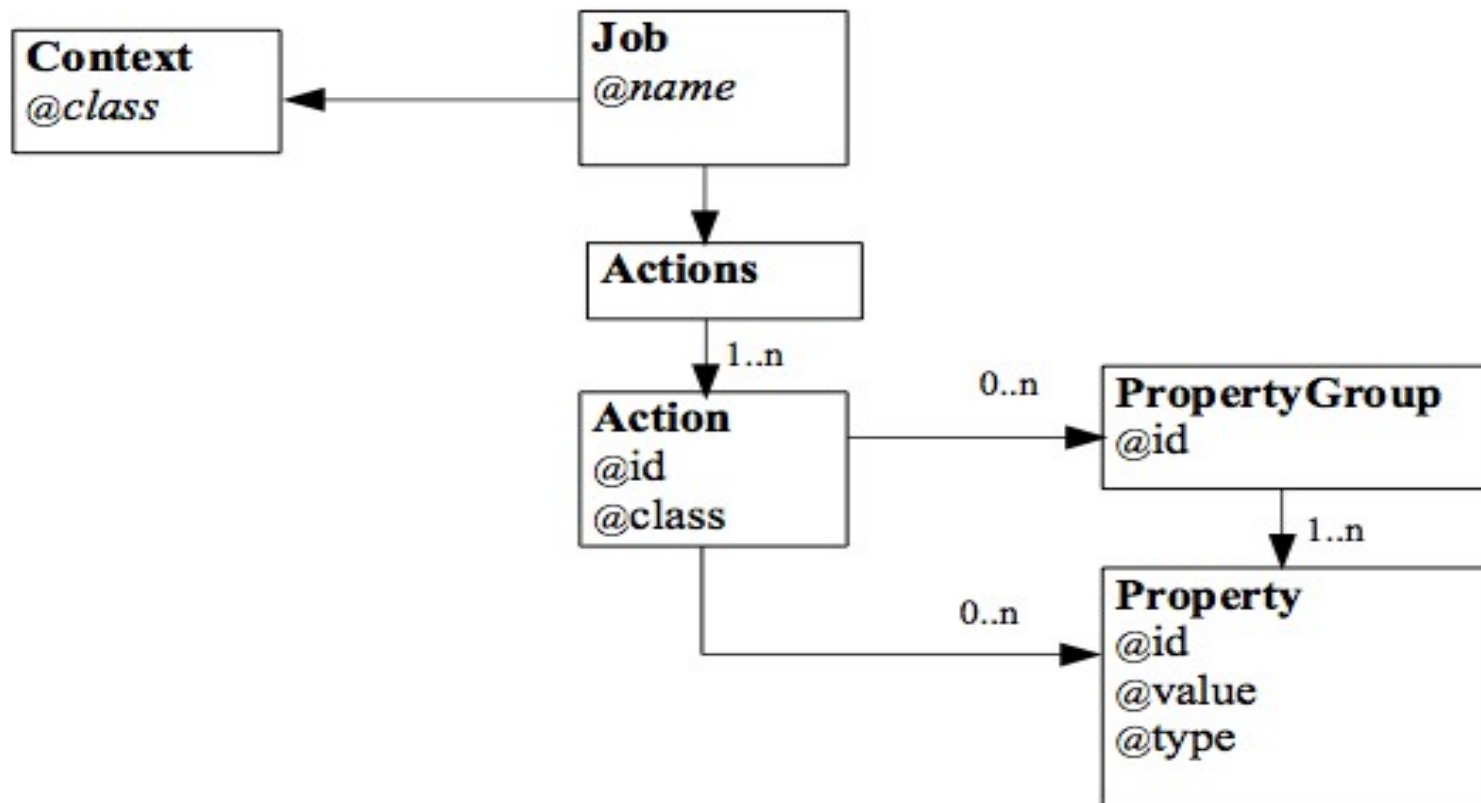 Context
@class
Job
@name
Actions
1..n
Action
@id
@class
0..n
PropertyGroup
@id
1..n
0..n
Property
@id
@value
@type